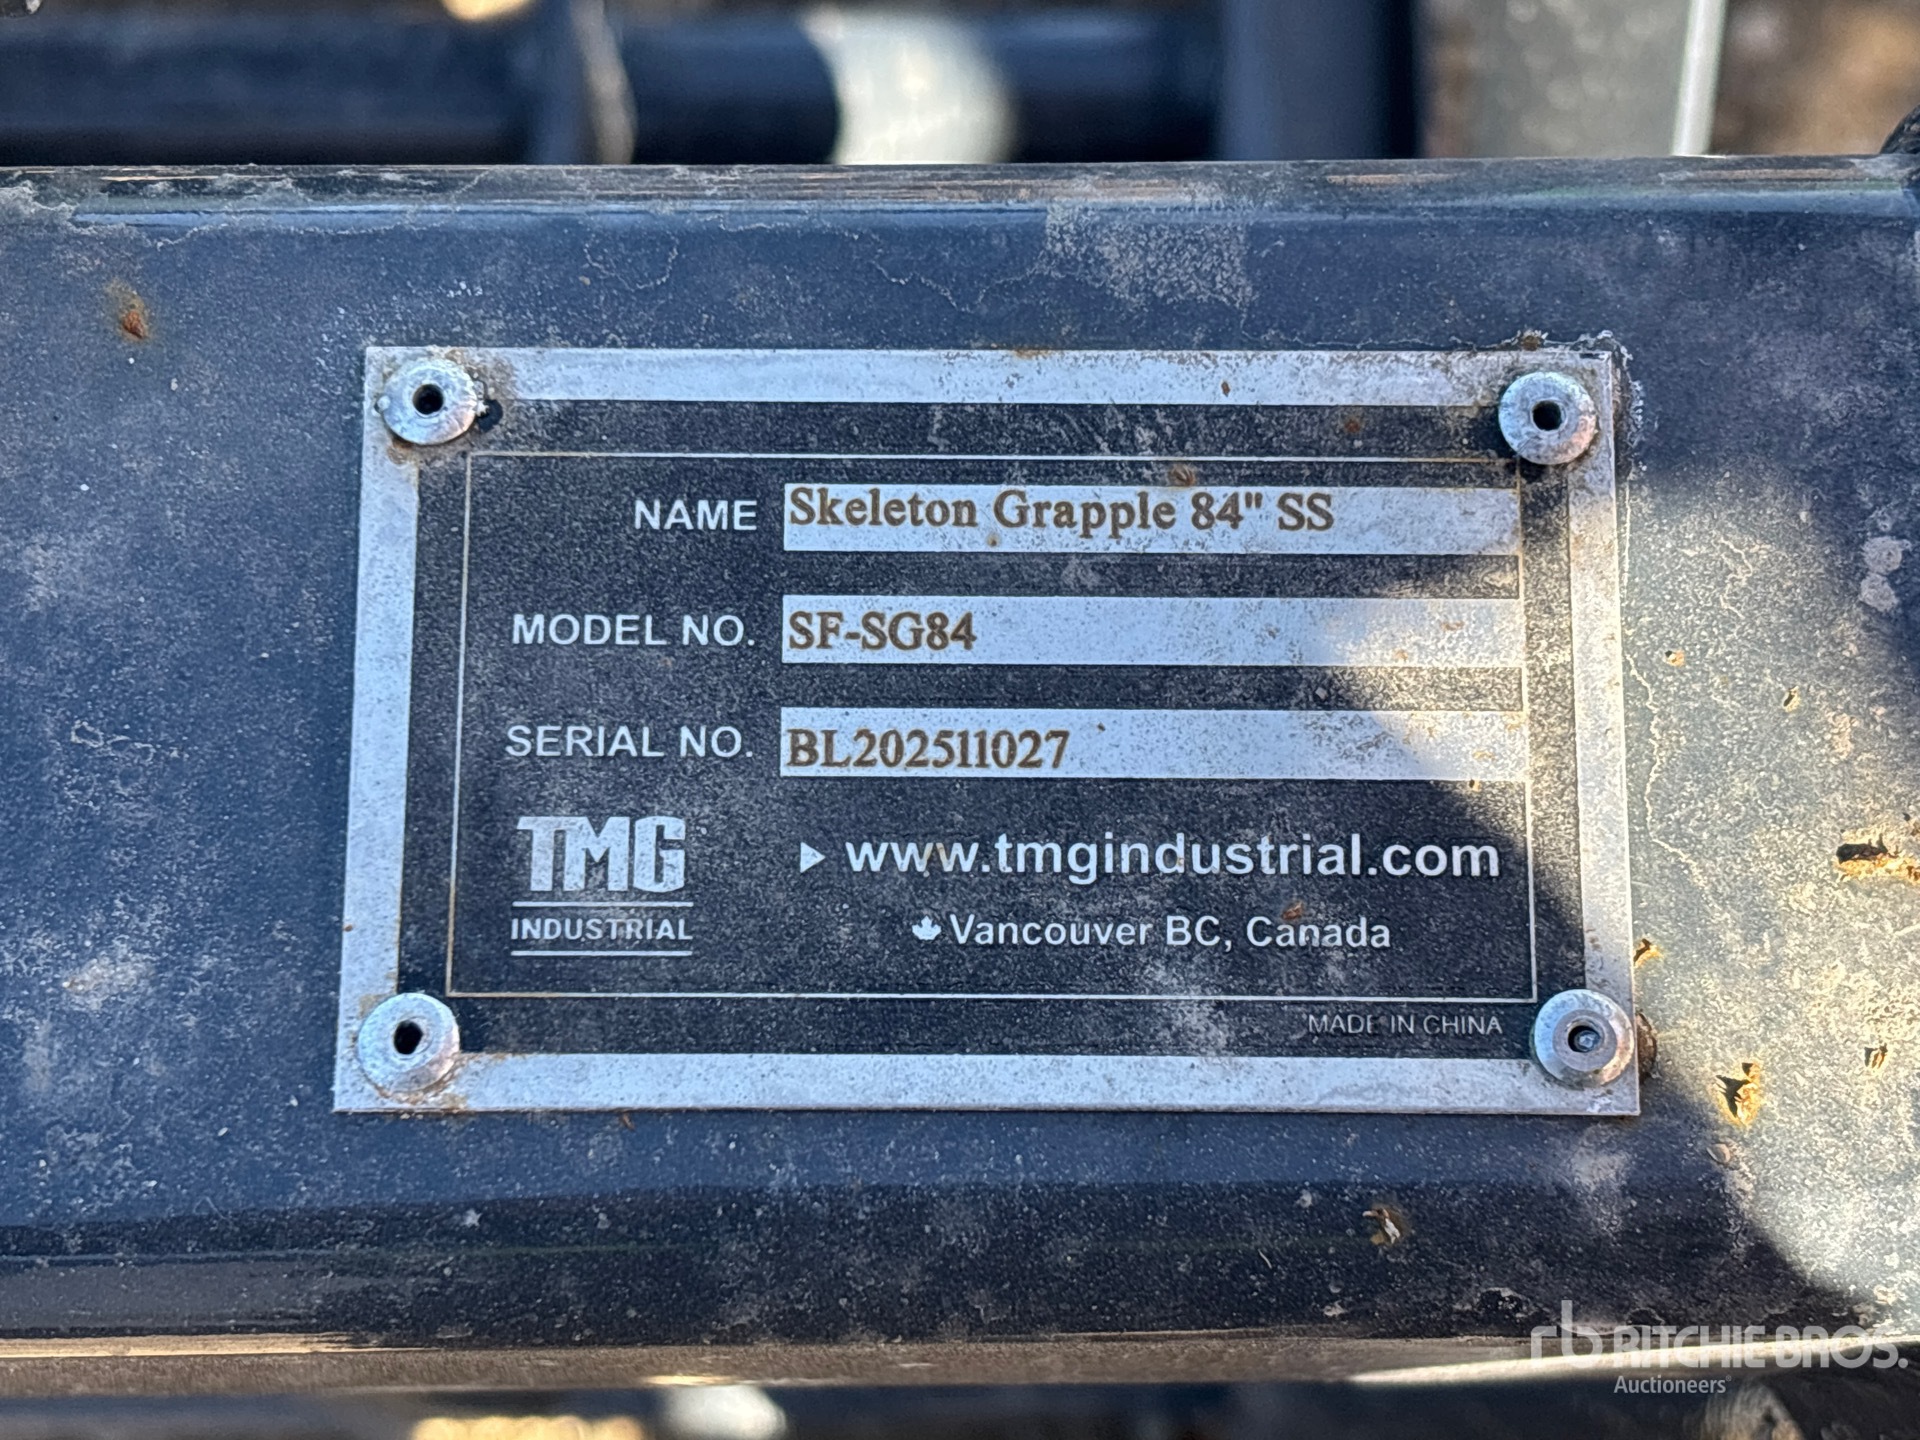 NAME Skeleton Grapple 84" SS
MODEL NO. SF-SG84
SERIAL NO. BL202511027
TMG
INDUSTRIAL
www.tmgindustrial.com
Vancouver BC, Canada
MADE IN CHINA
rb RITCHIE BROS.
Auctioneers